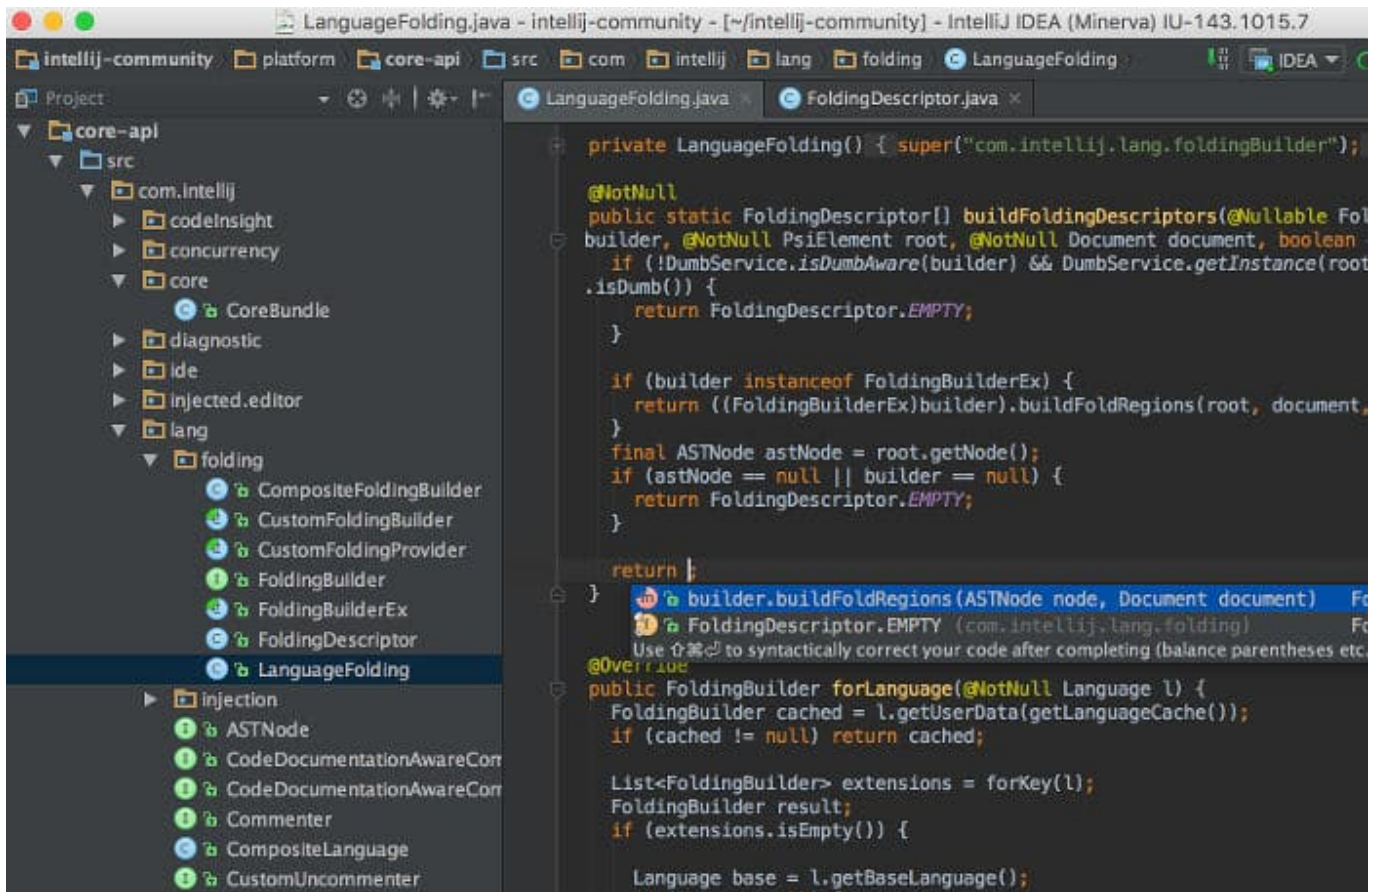 LanguageFolding.java - intellij-community - [~/intellij-community] - IntelliJ IDEA (Minerva) IU-143.1015.7
intellij-community platform core-api src com intellij lang folding LanguageFolding IDEA
Project
LanguageFolding.java FoldingDescriptor.java
core-api
src
com.intellij
codeInsight
concurrency
core
CoreBundle
diagnostic
ide
injected.editor
lang
folding
CompositeFoldingBuilder
CustomFoldingBuilder
CustomFoldingProvider
FoldingBuilder
FoldingBuilderEx
FoldingDescriptor
LanguageFolding
injection
ASTNode
CodeDocumentationAwareCom
CodeDocumentationAwareCom
Commenter
CompositeLanguage
CustomUncommenter
private LanguageFolding() { super("com.intellij.lang.foldingBuilder");
@NotNull
public static FoldingDescriptor[] buildFoldingDescriptors(@Nullable Fol
builder, @NotNull PsiElement root, @NotNull Document document, boolean
if (!DumbService.isDumbAware(builder) && DumbService.getInstance(root
.isDumb()) {
return FoldingDescriptor.EMPTY;
}
if (builder instanceof FoldingBuilderEx) {
return ((FoldingBuilderEx)builder).buildFoldRegions(root, document,
}
final ASTNode astNode = root.getNode();
if (astNode == null || builder == null) {
return FoldingDescriptor.EMPTY;
}
return ;
}
builder.buildFoldRegions(ASTNode node, Document document) Fo
FoldingDescriptor.EMPTY (com.intellij.lang.folding) Fo
Use ⇧⌘⏎ to syntactically correct your code after completing (balance parentheses etc.
@Override
public FoldingBuilder forLanguage(@NotNull Language l) {
FoldingBuilder cached = l.getUserData(getLanguageCache());
if (cached != null) return cached;
List<FoldingBuilder> extensions = forKey(l);
FoldingBuilder result;
if (extensions.isEmpty()) {
Language base = l.getBaseLanguage();